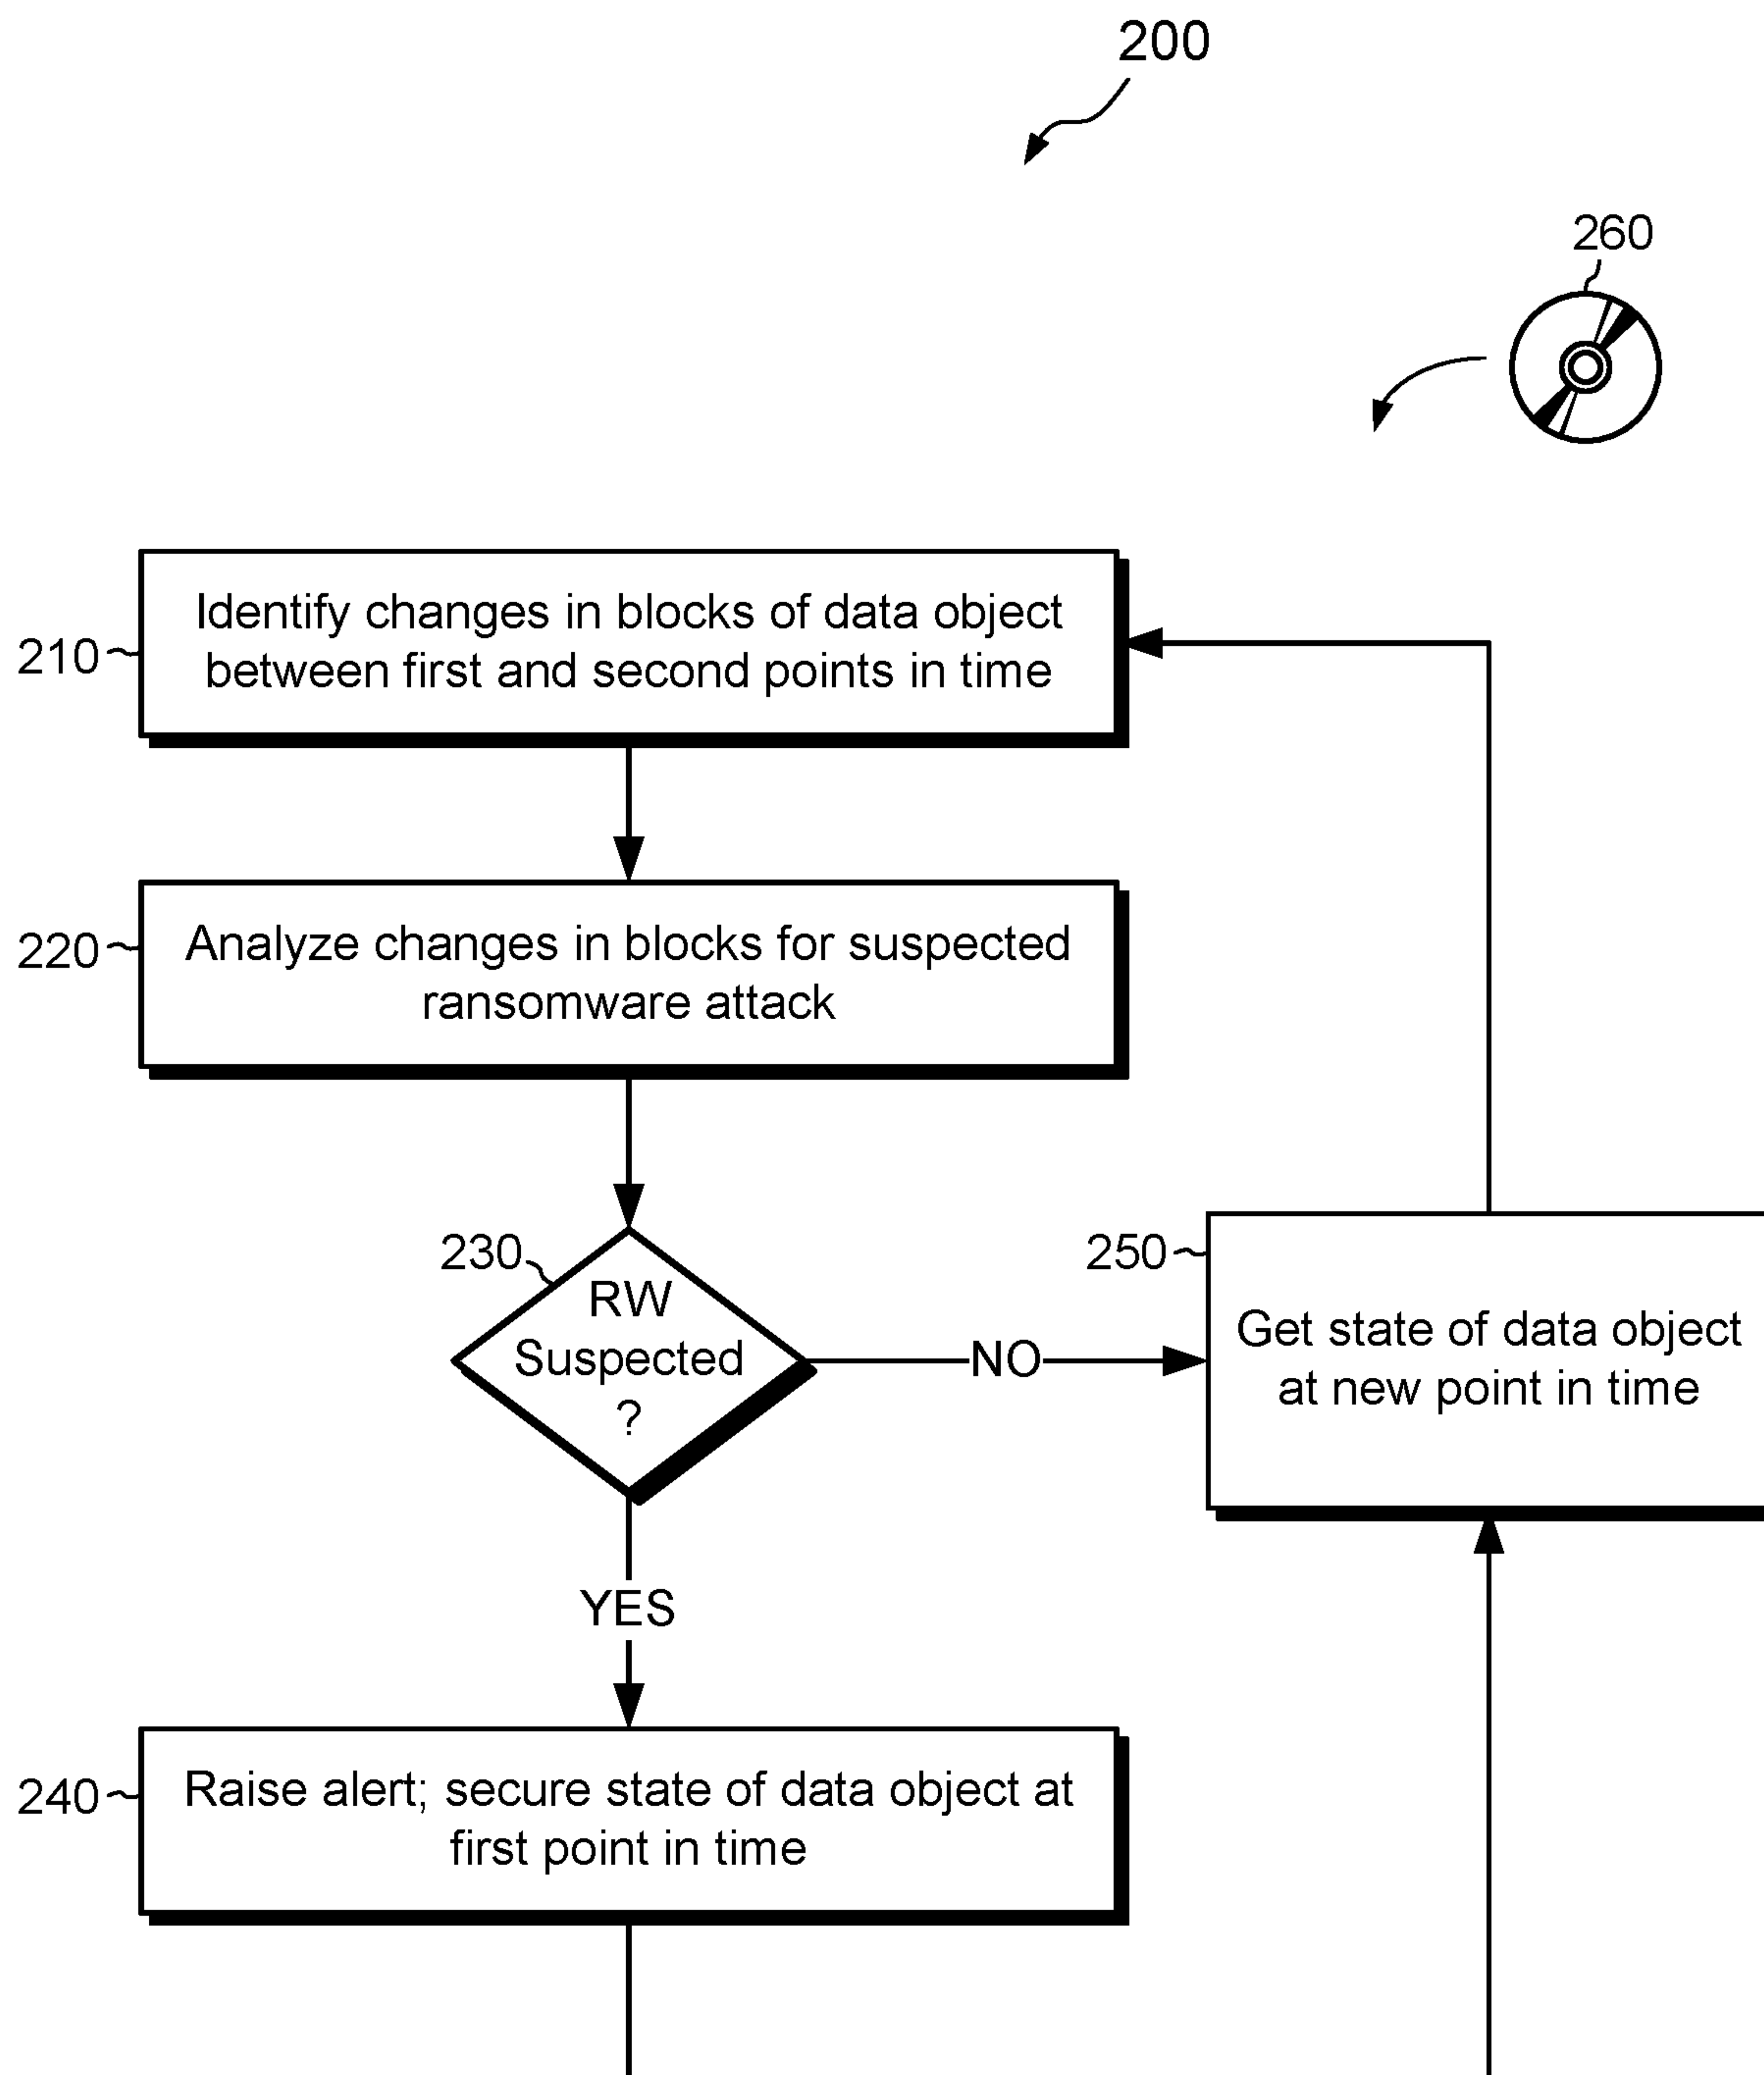 200
260
210
Identify changes in blocks of data object
between first and second points in time
220
Analyze changes in blocks for suspected
ransomware attack
230
RW
Suspected
?
NO
250
Get state of data object
at new point in time
YES
240
Raise alert; secure state of data object at
first point in time